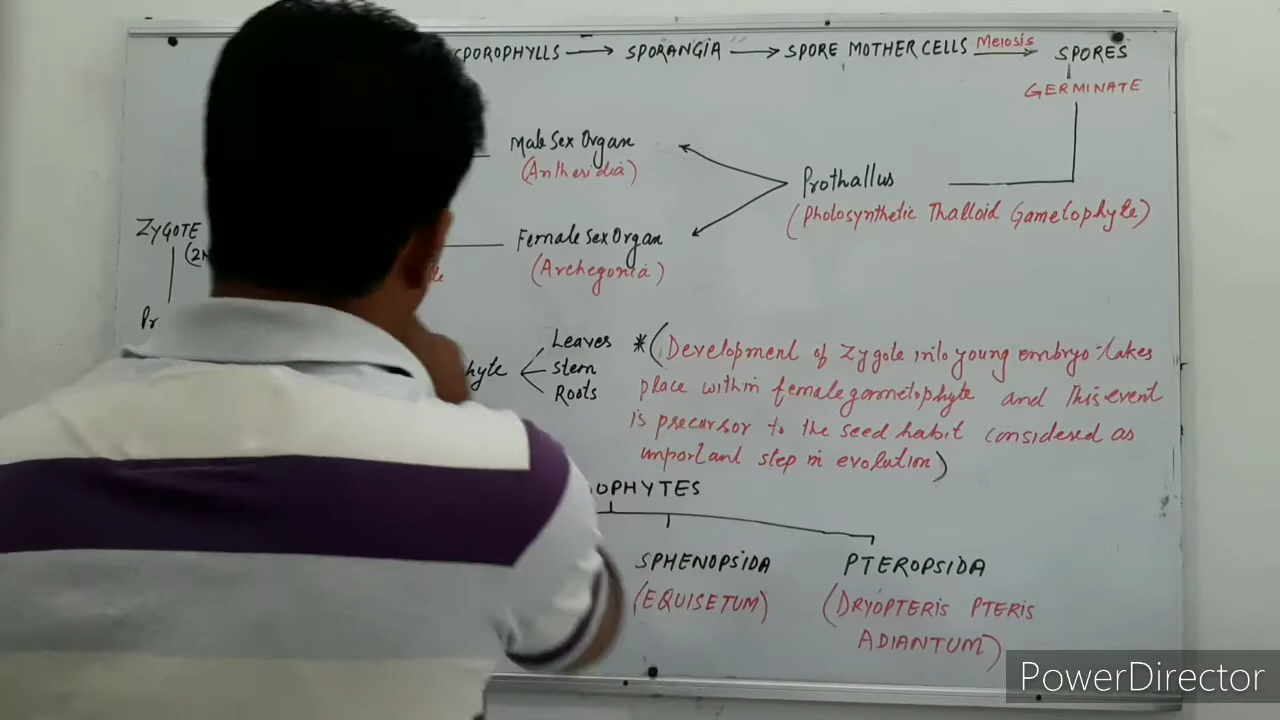 SPOROPHYLLS → SPORANGIA → SPORE MOTHER CELLS Meiosis → SPORES
GERMINATE
Male Sex Organ
(Antheridia)
Prothallus
(Photosynthetic Thalloid Gametophyte)
ZYGOTE
(2N
Female Sex Organ
(Archegonia)
Pr
hyte
Leaves
Stem
Roots
*(Development of Zygote into young embryo takes
place within female gametophyte and this event
is precursor to the seed habit considered as
important step in evolution)
OPHYTES
SPHENOPSIDA
(EQUISETUM)
PTEROPSIDA
(DRYOPTERIS PTERIS
ADIANTUM)
PowerDirector